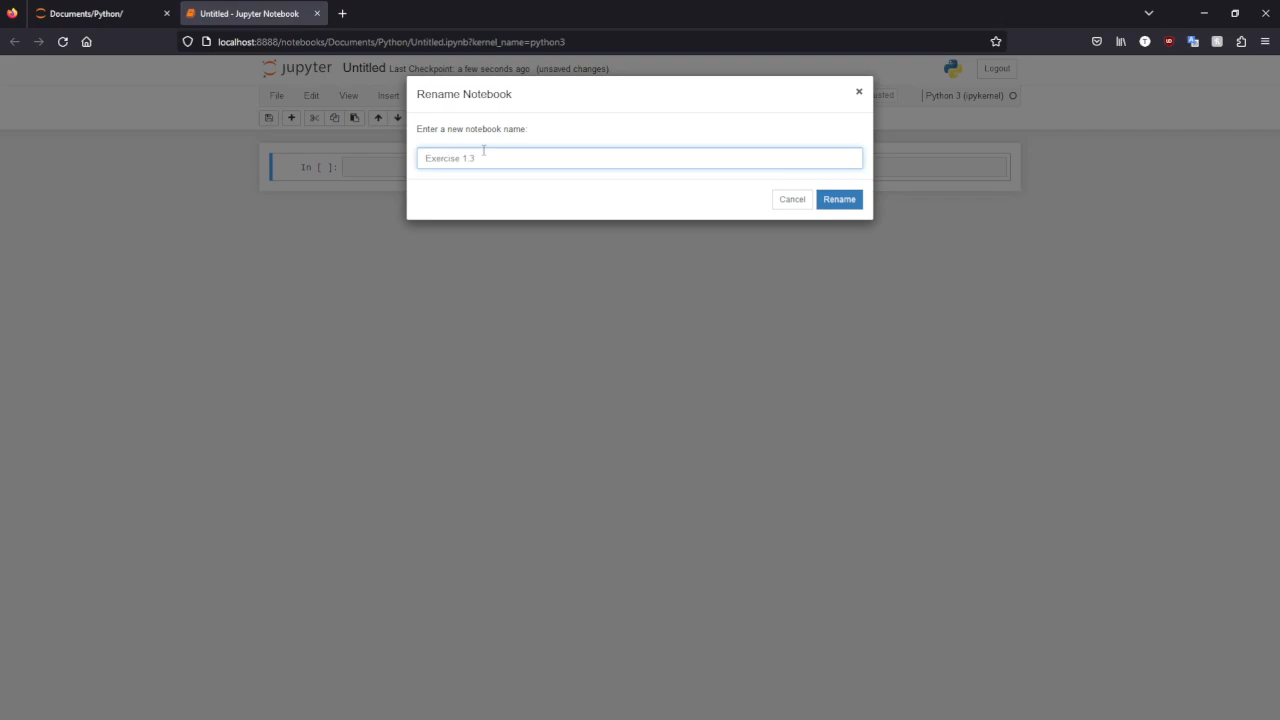 Documents/Python/
Untitled - Jupyter Notebook
localhost:8888/notebooks/Documents/Python/Untitled.ipynb?kernel_name=python3
jupyter Untitled Last Checkpoint: a few seconds ago (unsaved changes)
Logout
File Edit View Insert
Python 3 (ipykernel)
Rename Notebook
Enter a new notebook name:
Exercise 1.3
Cancel Rename
In [ ]: